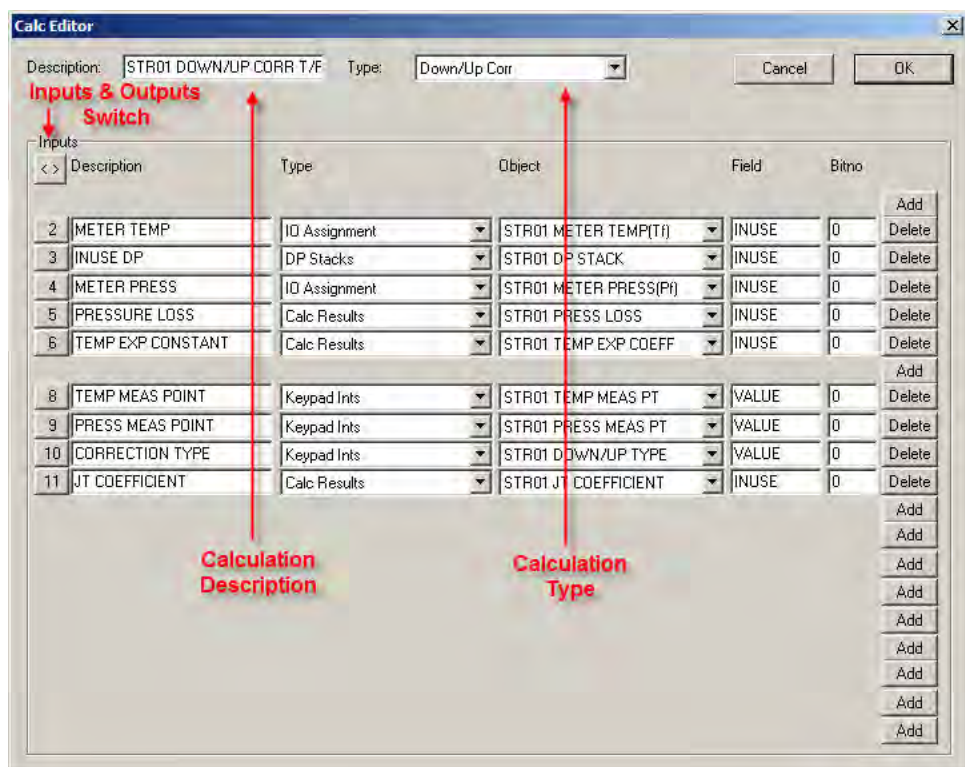 Calc Editor
Description: STR01 DOWN/UP CORR T/F Type: Down/Up Corr Cancel OK
Inputs & Outputs
Switch
Inputs
< > Description Type Object Field Bitno
Add
2 METER TEMP IO Assignment STR01 METER TEMP(Tf) INUSE 0 Delete
3 INUSE DP DP Stacks STR01 DP STACK INUSE 0 Delete
4 METER PRESS IO Assignment STR01 METER PRESS(Pf) INUSE 0 Delete
5 PRESSURE LOSS Calc Results STR01 PRESS LOSS INUSE 0 Delete
6 TEMP EXP CONSTANT Calc Results STR01 TEMP EXP COEFF INUSE 0 Delete
Add
8 TEMP MEAS POINT Keypad Ints STR01 TEMP MEAS PT VALUE 0 Delete
9 PRESS MEAS POINT Keypad Ints STR01 PRESS MEAS PT VALUE 0 Delete
10 CORRECTION TYPE Keypad Ints STR01 DOWN/UP TYPE VALUE 0 Delete
11 JT COEFFICIENT Calc Results STR01 JT COEFFICIENT INUSE 0 Delete
Add
Add
Calculation
Description
Calculation
Type
Add
Add
Add
Add
Add
Add
Add